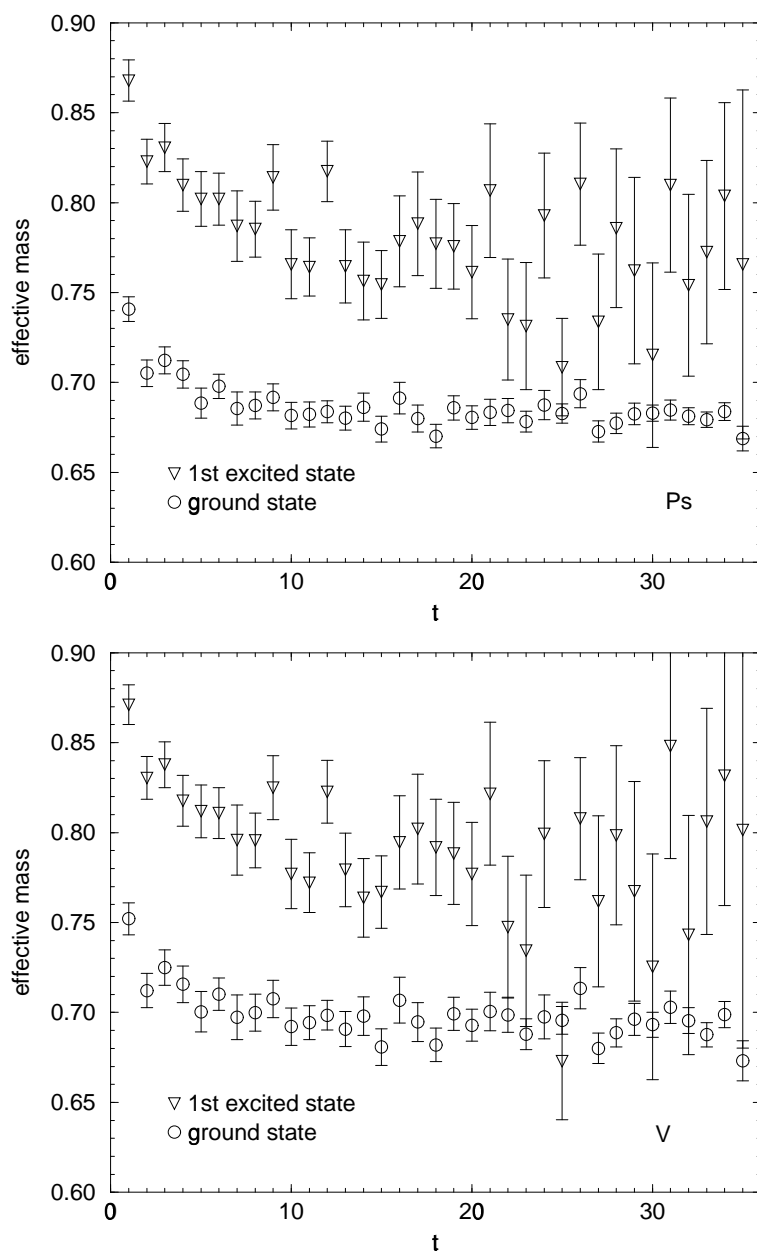 0.90
0.85
0.80
0.75
0.70
0.65
0.60
effective mass
▽ 1st excited state
○ ground state
Ps
0 10 20 30
t
0.90
0.85
0.80
0.75
0.70
0.65
0.60
effective mass
▽ 1st excited state
○ ground state
V
0 10 20 30
t